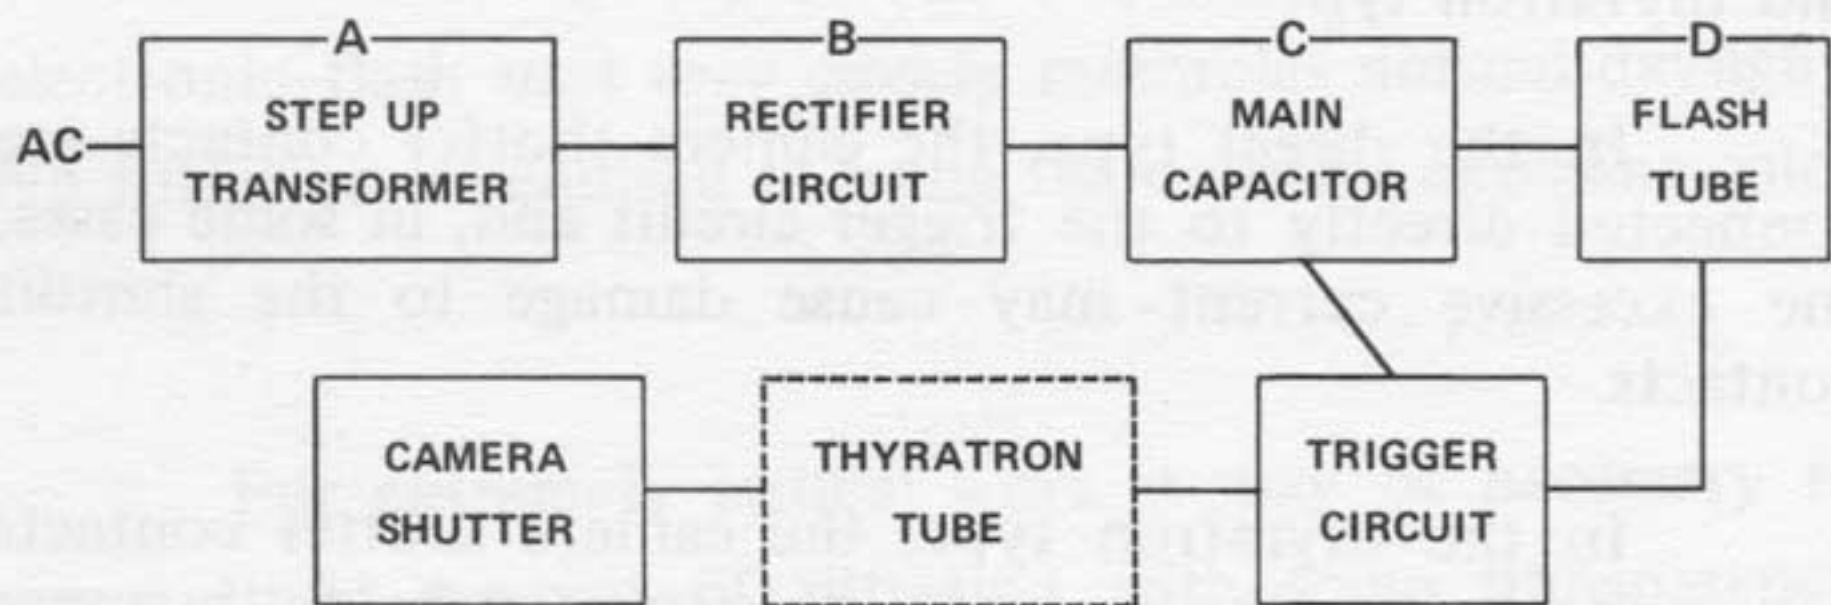 A
B
C
D
AC
STEP UP
TRANSFORMER
RECTIFIER
CIRCUIT
MAIN
CAPACITOR
FLASH
TUBE
CAMERA
SHUTTER
THYRATRON
TUBE
TRIGGER
CIRCUIT